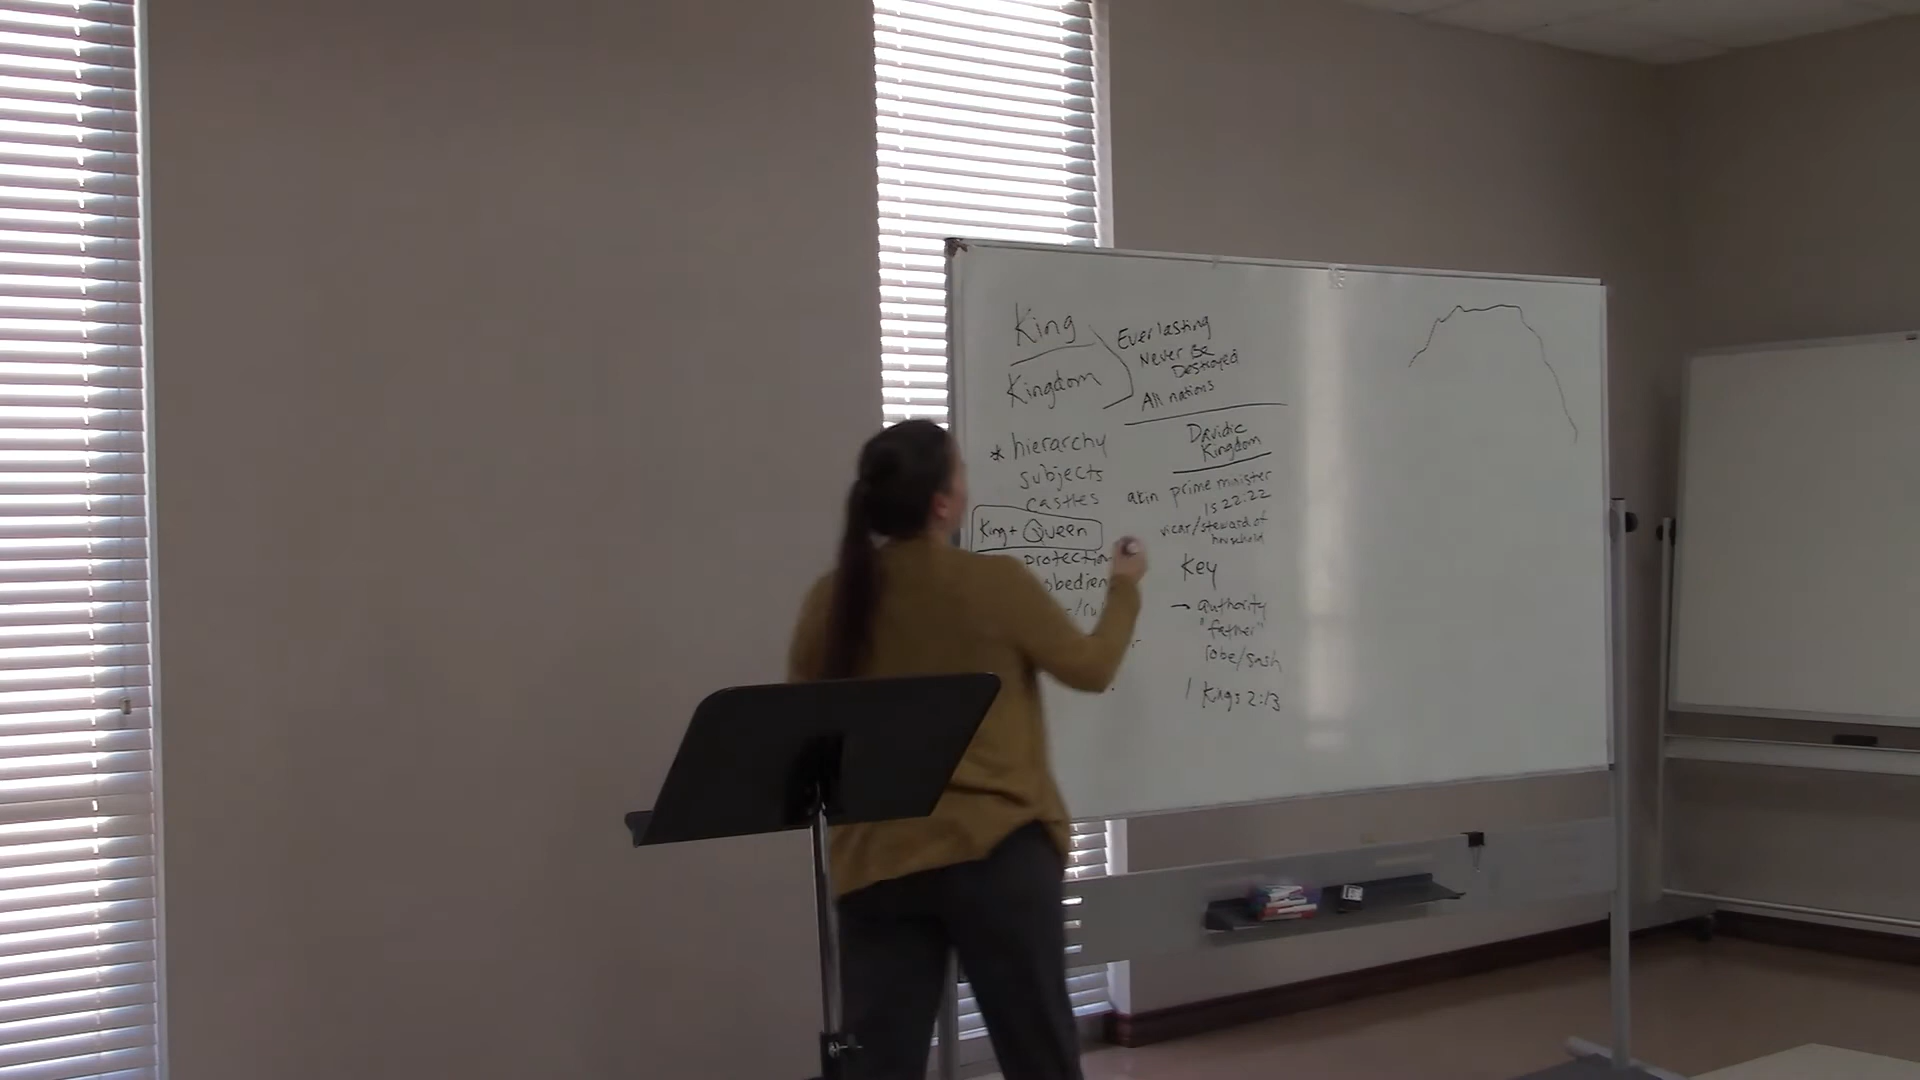 King
Kingdom
Everlasting
Never Be
Destroyed
All nations
* hierarchy
subjects
castles
King + Queen
protection
Davidic
Kingdom
akin prime minister
Is 22:22
vicar/steward of
household
Key
→ authority
"father"
robe/sash
1 Kings 2:13